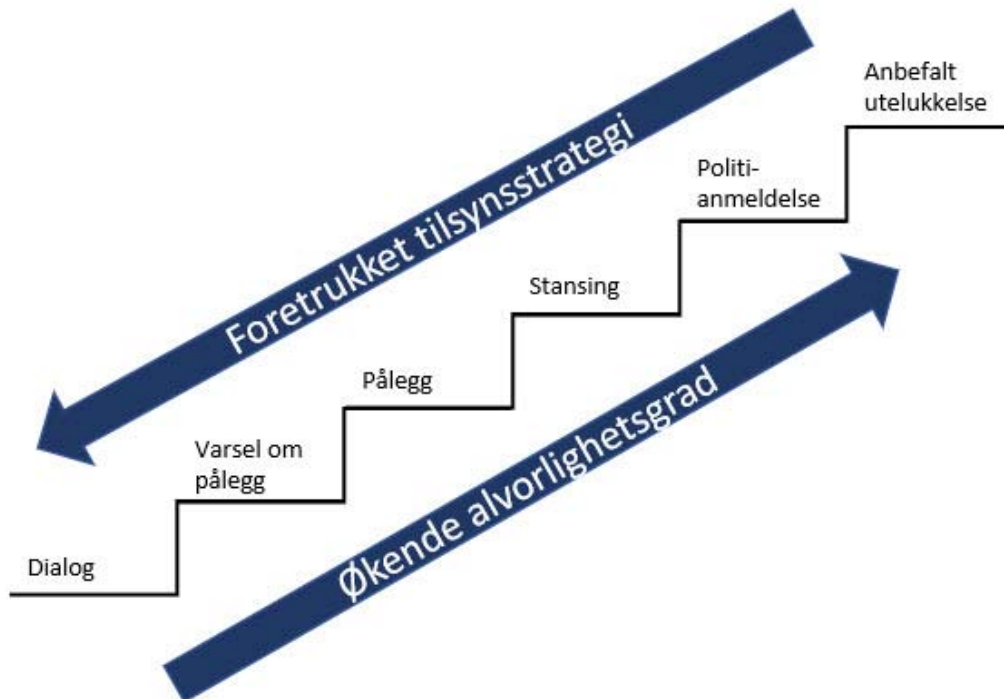 Anbefalt
utelukkelse
Politi-
anmeldelse
Foretrukket tilsynsstrategi
Stansing
Pålegg
Økende alvorlighetsgrad
Varsel om
pålegg
Dialog